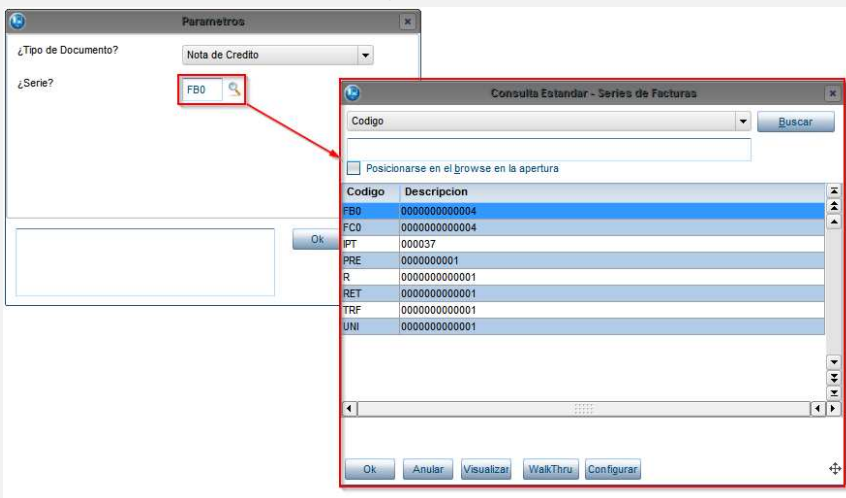 Parametros
¿Tipo de Documento?
Nota de Credito
¿Serie?
FB0
Ok
Consulta Estandar - Series de Facturas
Codigo
Buscar
Posicionarse en el browse en la apertura
Codigo Descripcion
FB0 0000000000004
FC0 0000000000004
IPT 000037
PRE 0000000001
R 0000000000001
RET 0000000000001
TRF 0000000000001
UNI 0000000000001
Ok Anular Visualizar WalkThru Configurar